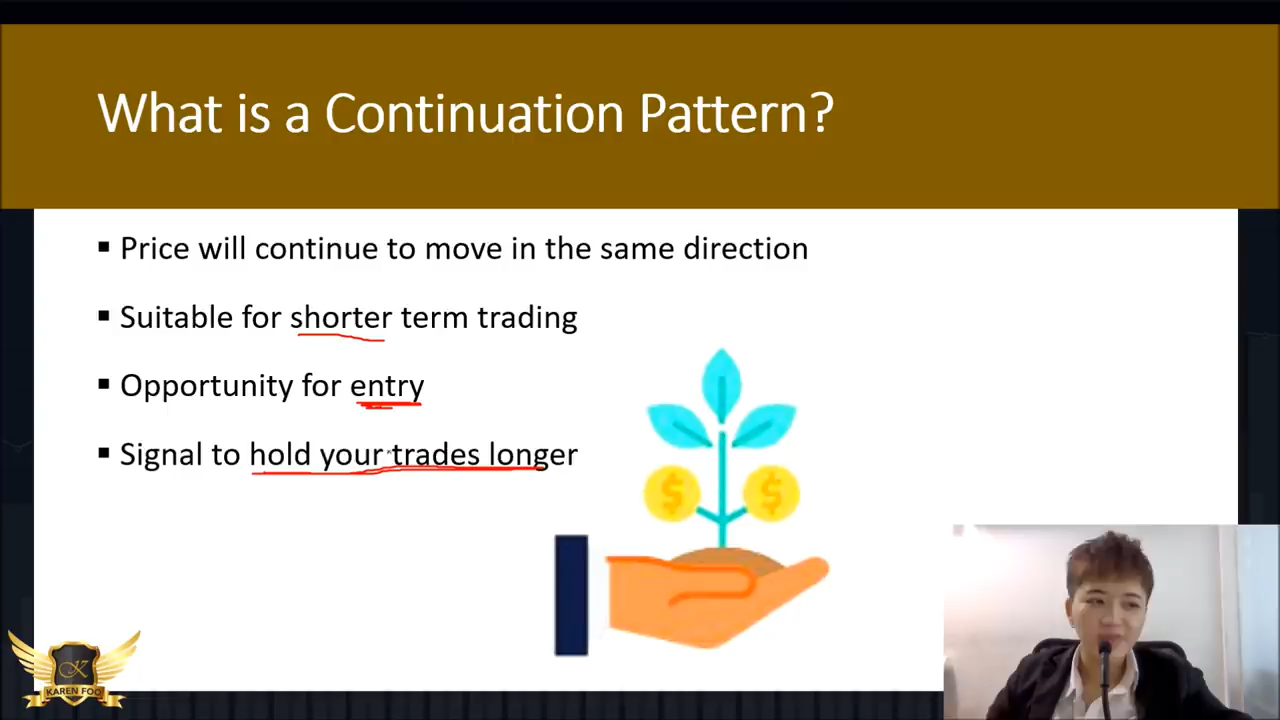 What is a Continuation Pattern?
▪ Price will continue to move in the same direction
▪ Suitable for shorter term trading
▪ Opportunity for entry
▪ Signal to hold your trades longer
$ $
K
KAREN FOO